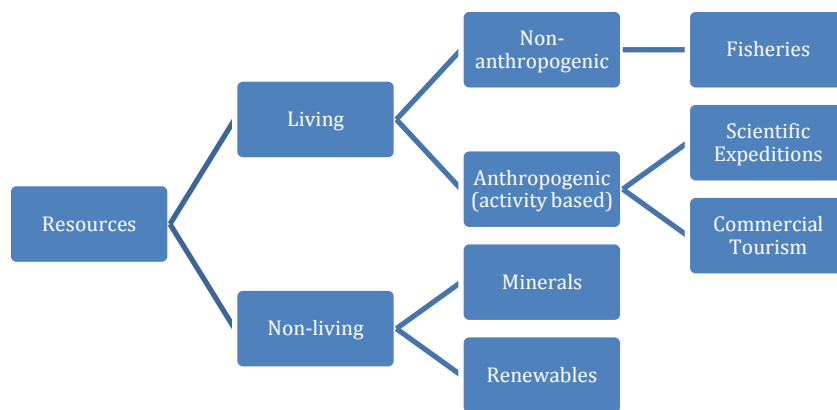 Non-
anthropogenic
Fisheries
Living
Scientific
Expeditions
Anthropogenic
(activity based)
Resources
Commercial
Tourism
Minerals
Non-living
Renewables